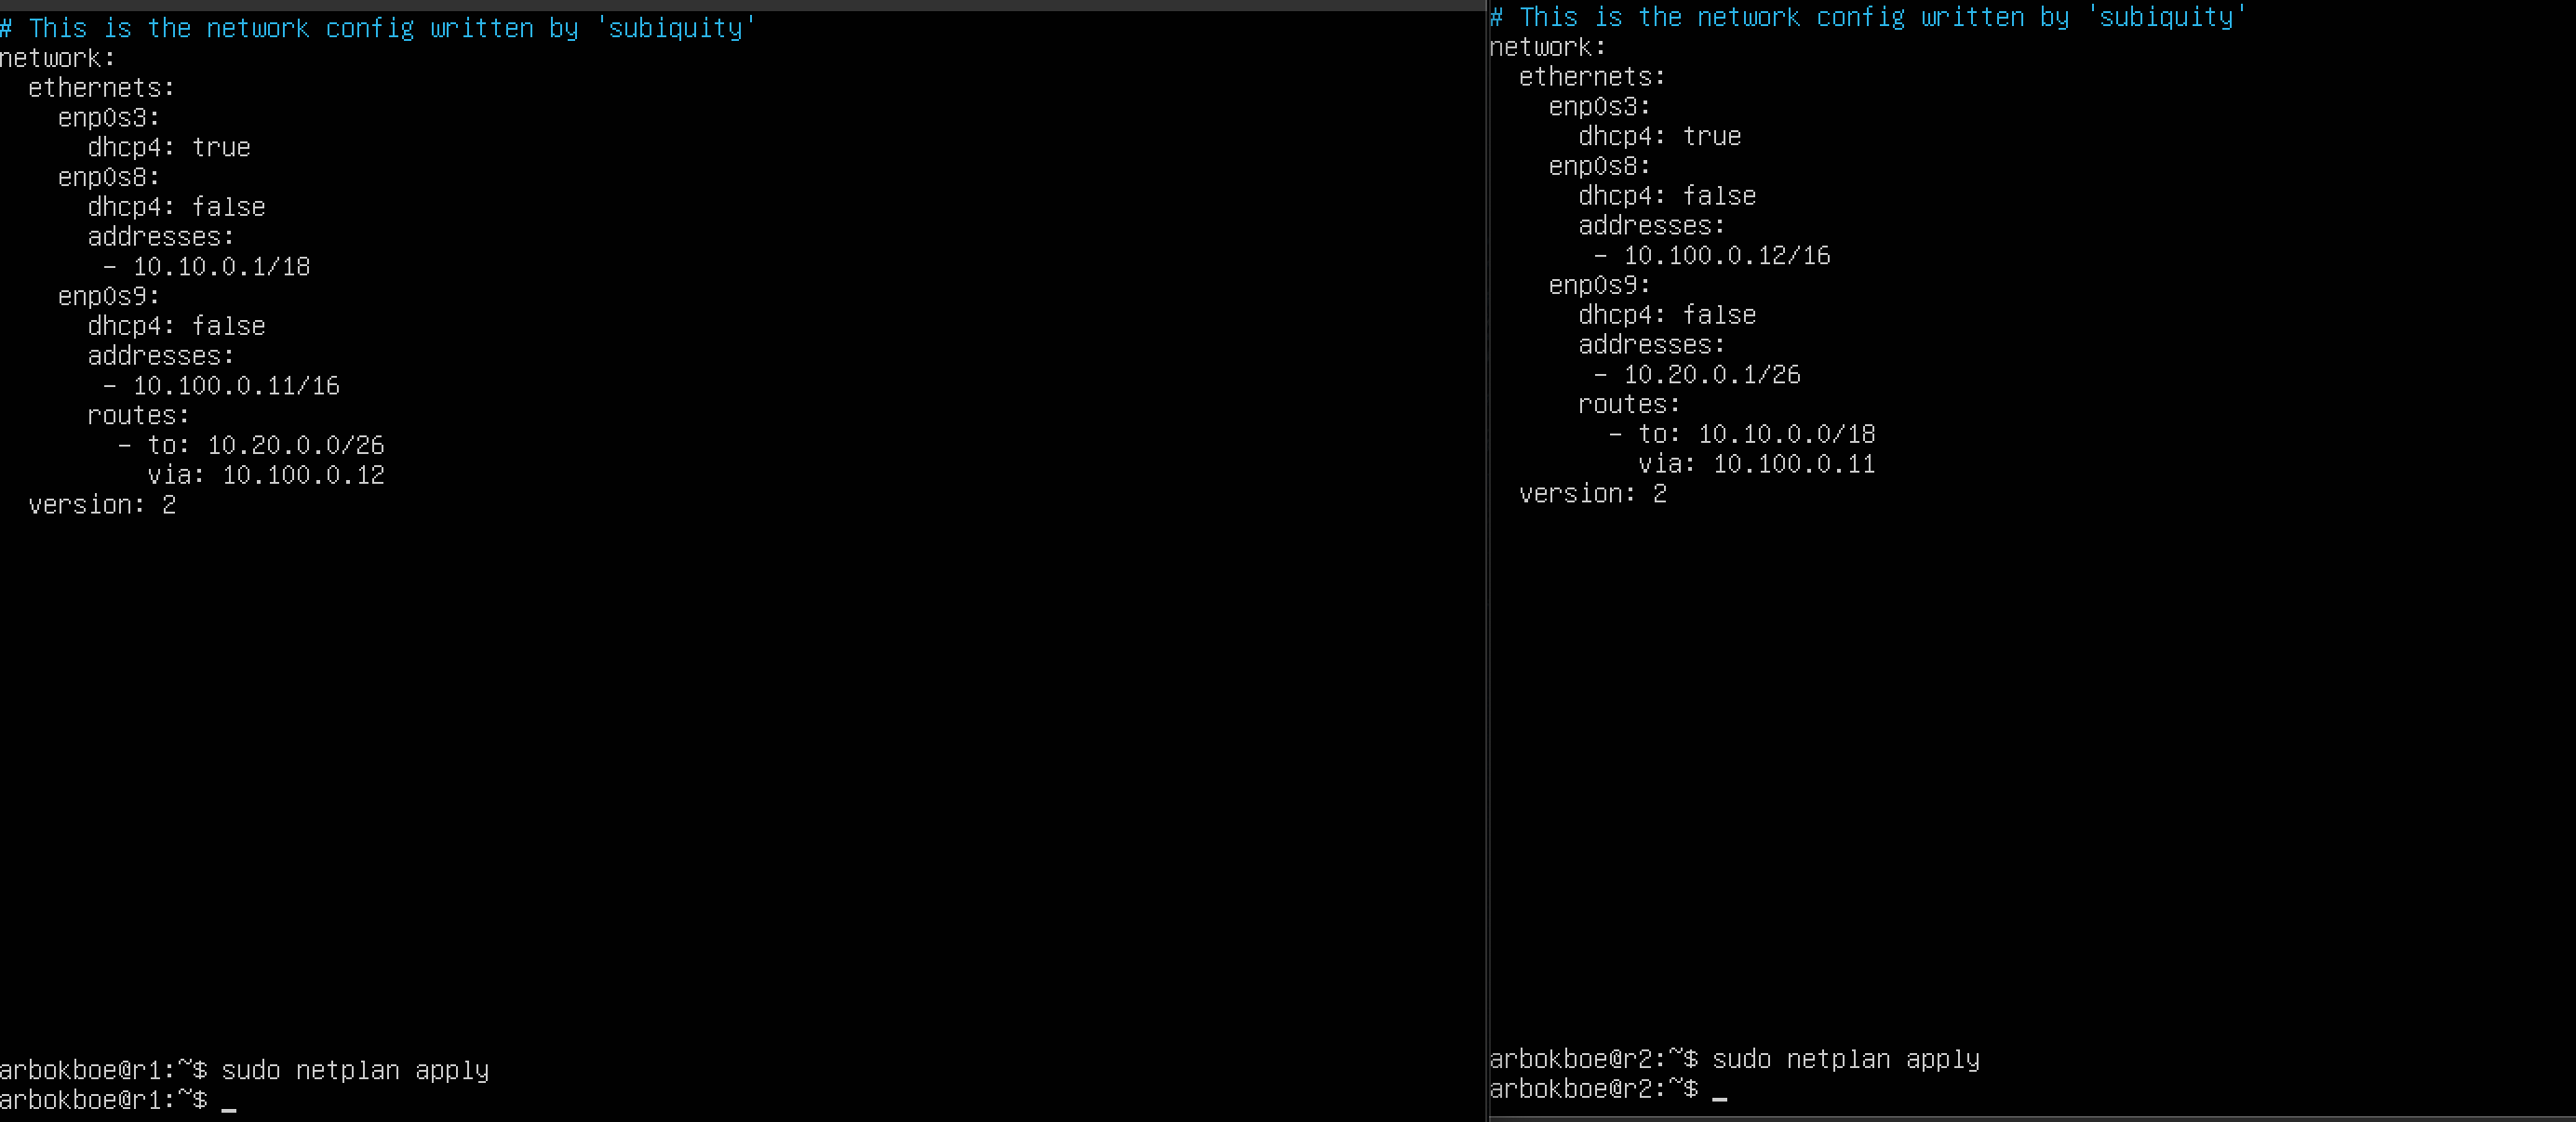 # This is the network config written by 'subiquity'
network:
  ethernets:
    enp0s3:
      dhcp4: true
    enp0s8:
      dhcp4: false
      addresses:
       - 10.10.0.1/18
    enp0s9:
      dhcp4: false
      addresses:
       - 10.100.0.11/16
      routes:
        - to: 10.20.0.0/26
          via: 10.100.0.12
  version: 2
arbokboe@r1:~$ sudo netplan apply
arbokboe@r1:~$ _
# This is the network config written by 'subiquity'
network:
  ethernets:
    enp0s3:
      dhcp4: true
    enp0s8:
      dhcp4: false
      addresses:
       - 10.100.0.12/16
    enp0s9:
      dhcp4: false
      addresses:
       - 10.20.0.1/26
      routes:
        - to: 10.10.0.0/18
          via: 10.100.0.11
  version: 2
arbokboe@r2:~$ sudo netplan apply
arbokboe@r2:~$ _